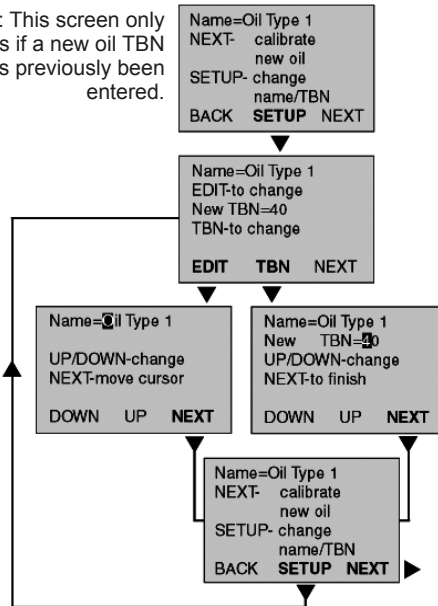 : This screen only
s if a new oil TBN
s previously been
entered.
Name=Oil Type 1
NEXT- calibrate
new oil
SETUP- change
name/TBN
BACK SETUP NEXT
Name=Oil Type 1
EDIT-to change
New TBN=40
TBN-to change
EDIT TBN NEXT
Name=Oil Type 1
UP/DOWN-change
NEXT-move cursor
DOWN UP NEXT
Name=Oil Type 1
New TBN=40
UP/DOWN-change
NEXT-to finish
DOWN UP NEXT
Name=Oil Type 1
NEXT- calibrate
new oil
SETUP- change
name/TBN
BACK SETUP NEXT